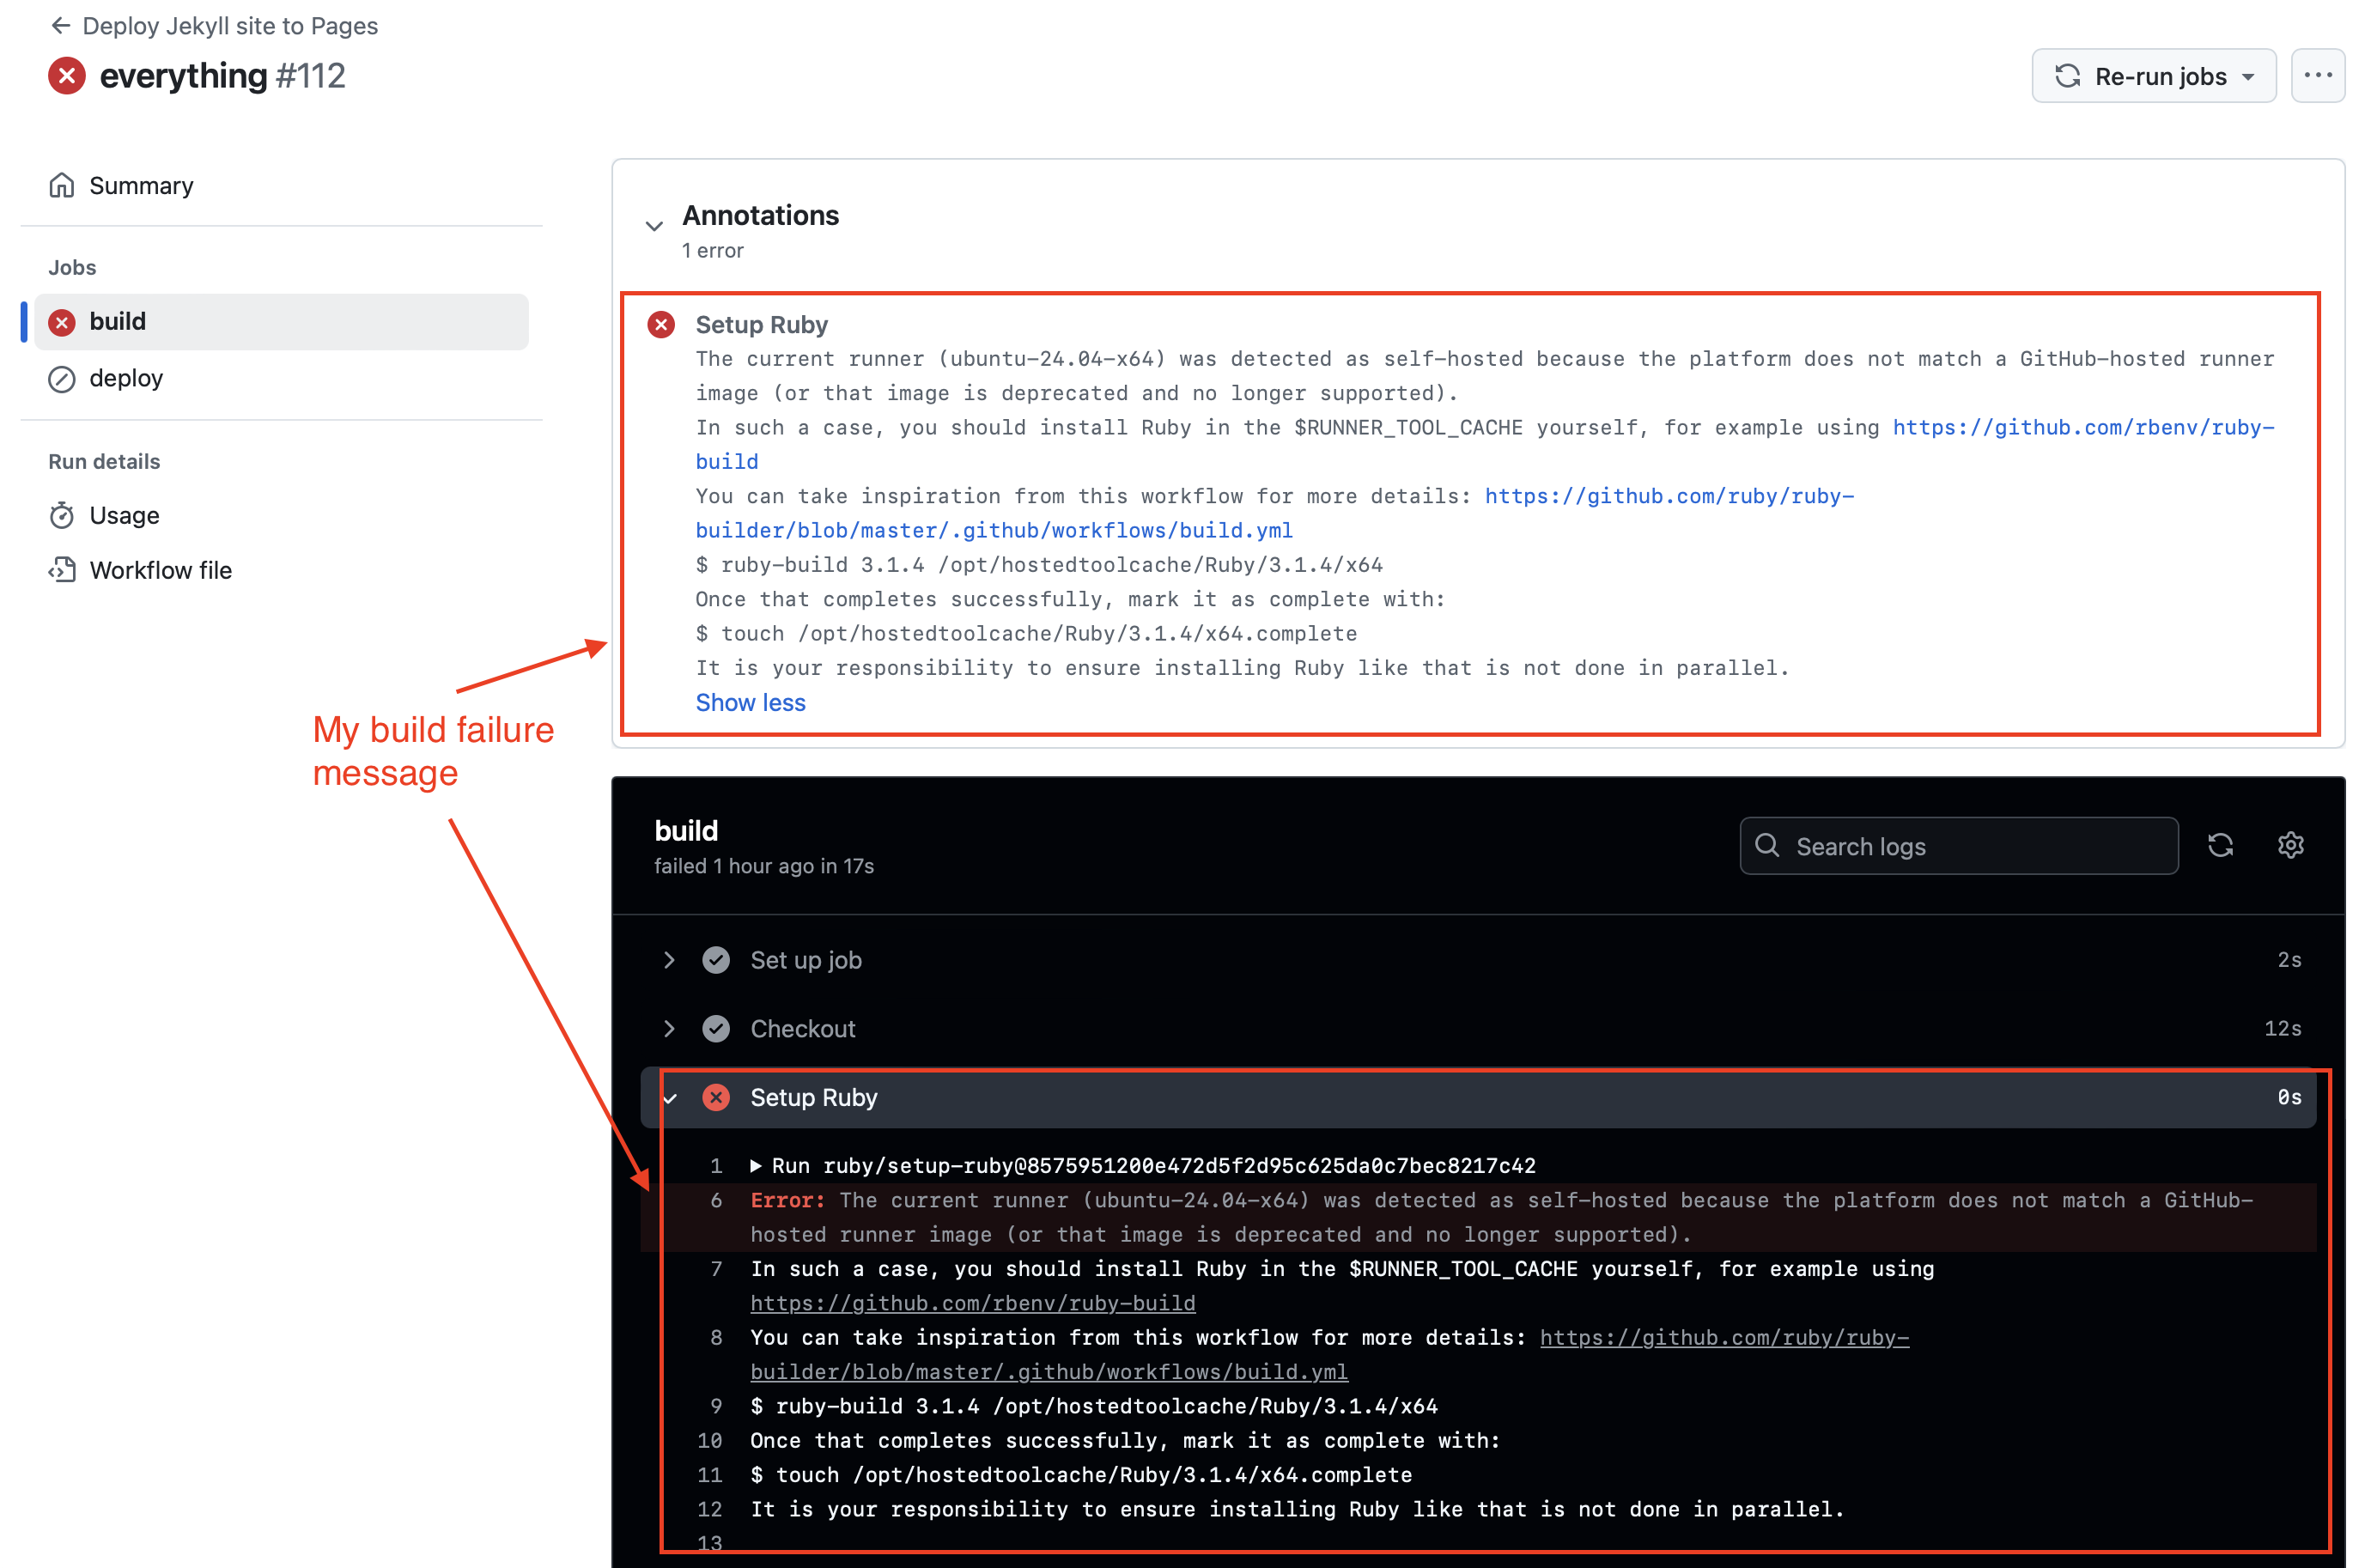 Deploy Jekyll site to Pages
everything #112
Re-run jobs
Summary
Jobs
build
deploy
Run details
Usage
Workflow file
My build failure
message
Annotations
1 error
Setup Ruby
The current runner (ubuntu-24.04-x64) was detected as self-hosted because the platform does not match a GitHub-hosted runner
image (or that image is deprecated and no longer supported).
In such a case, you should install Ruby in the $RUNNER_TOOL_CACHE yourself, for example using https://github.com/rbenv/ruby-
build
You can take inspiration from this workflow for more details: https://github.com/ruby/ruby-
builder/blob/master/.github/workflows/build.yml
$ ruby-build 3.1.4 /opt/hostedtoolcache/Ruby/3.1.4/x64
Once that completes successfully, mark it as complete with:
$ touch /opt/hostedtoolcache/Ruby/3.1.4/x64.complete
It is your responsibility to ensure installing Ruby like that is not done in parallel.
Show less
build
failed 1 hour ago in 17s
Search logs
Set up job 2s
Checkout 12s
Setup Ruby 0s
1 Run ruby/setup-ruby@8575951200e472d5f2d95c625da0c7bec8217c42
6 Error: The current runner (ubuntu-24.04-x64) was detected as self-hosted because the platform does not match a GitHub-
hosted runner image (or that image is deprecated and no longer supported).
7 In such a case, you should install Ruby in the $RUNNER_TOOL_CACHE yourself, for example using
https://github.com/rbenv/ruby-build
8 You can take inspiration from this workflow for more details: https://github.com/ruby/ruby-
builder/blob/master/.github/workflows/build.yml
9 $ ruby-build 3.1.4 /opt/hostedtoolcache/Ruby/3.1.4/x64
10 Once that completes successfully, mark it as complete with:
11 $ touch /opt/hostedtoolcache/Ruby/3.1.4/x64.complete
12 It is your responsibility to ensure installing Ruby like that is not done in parallel.
13